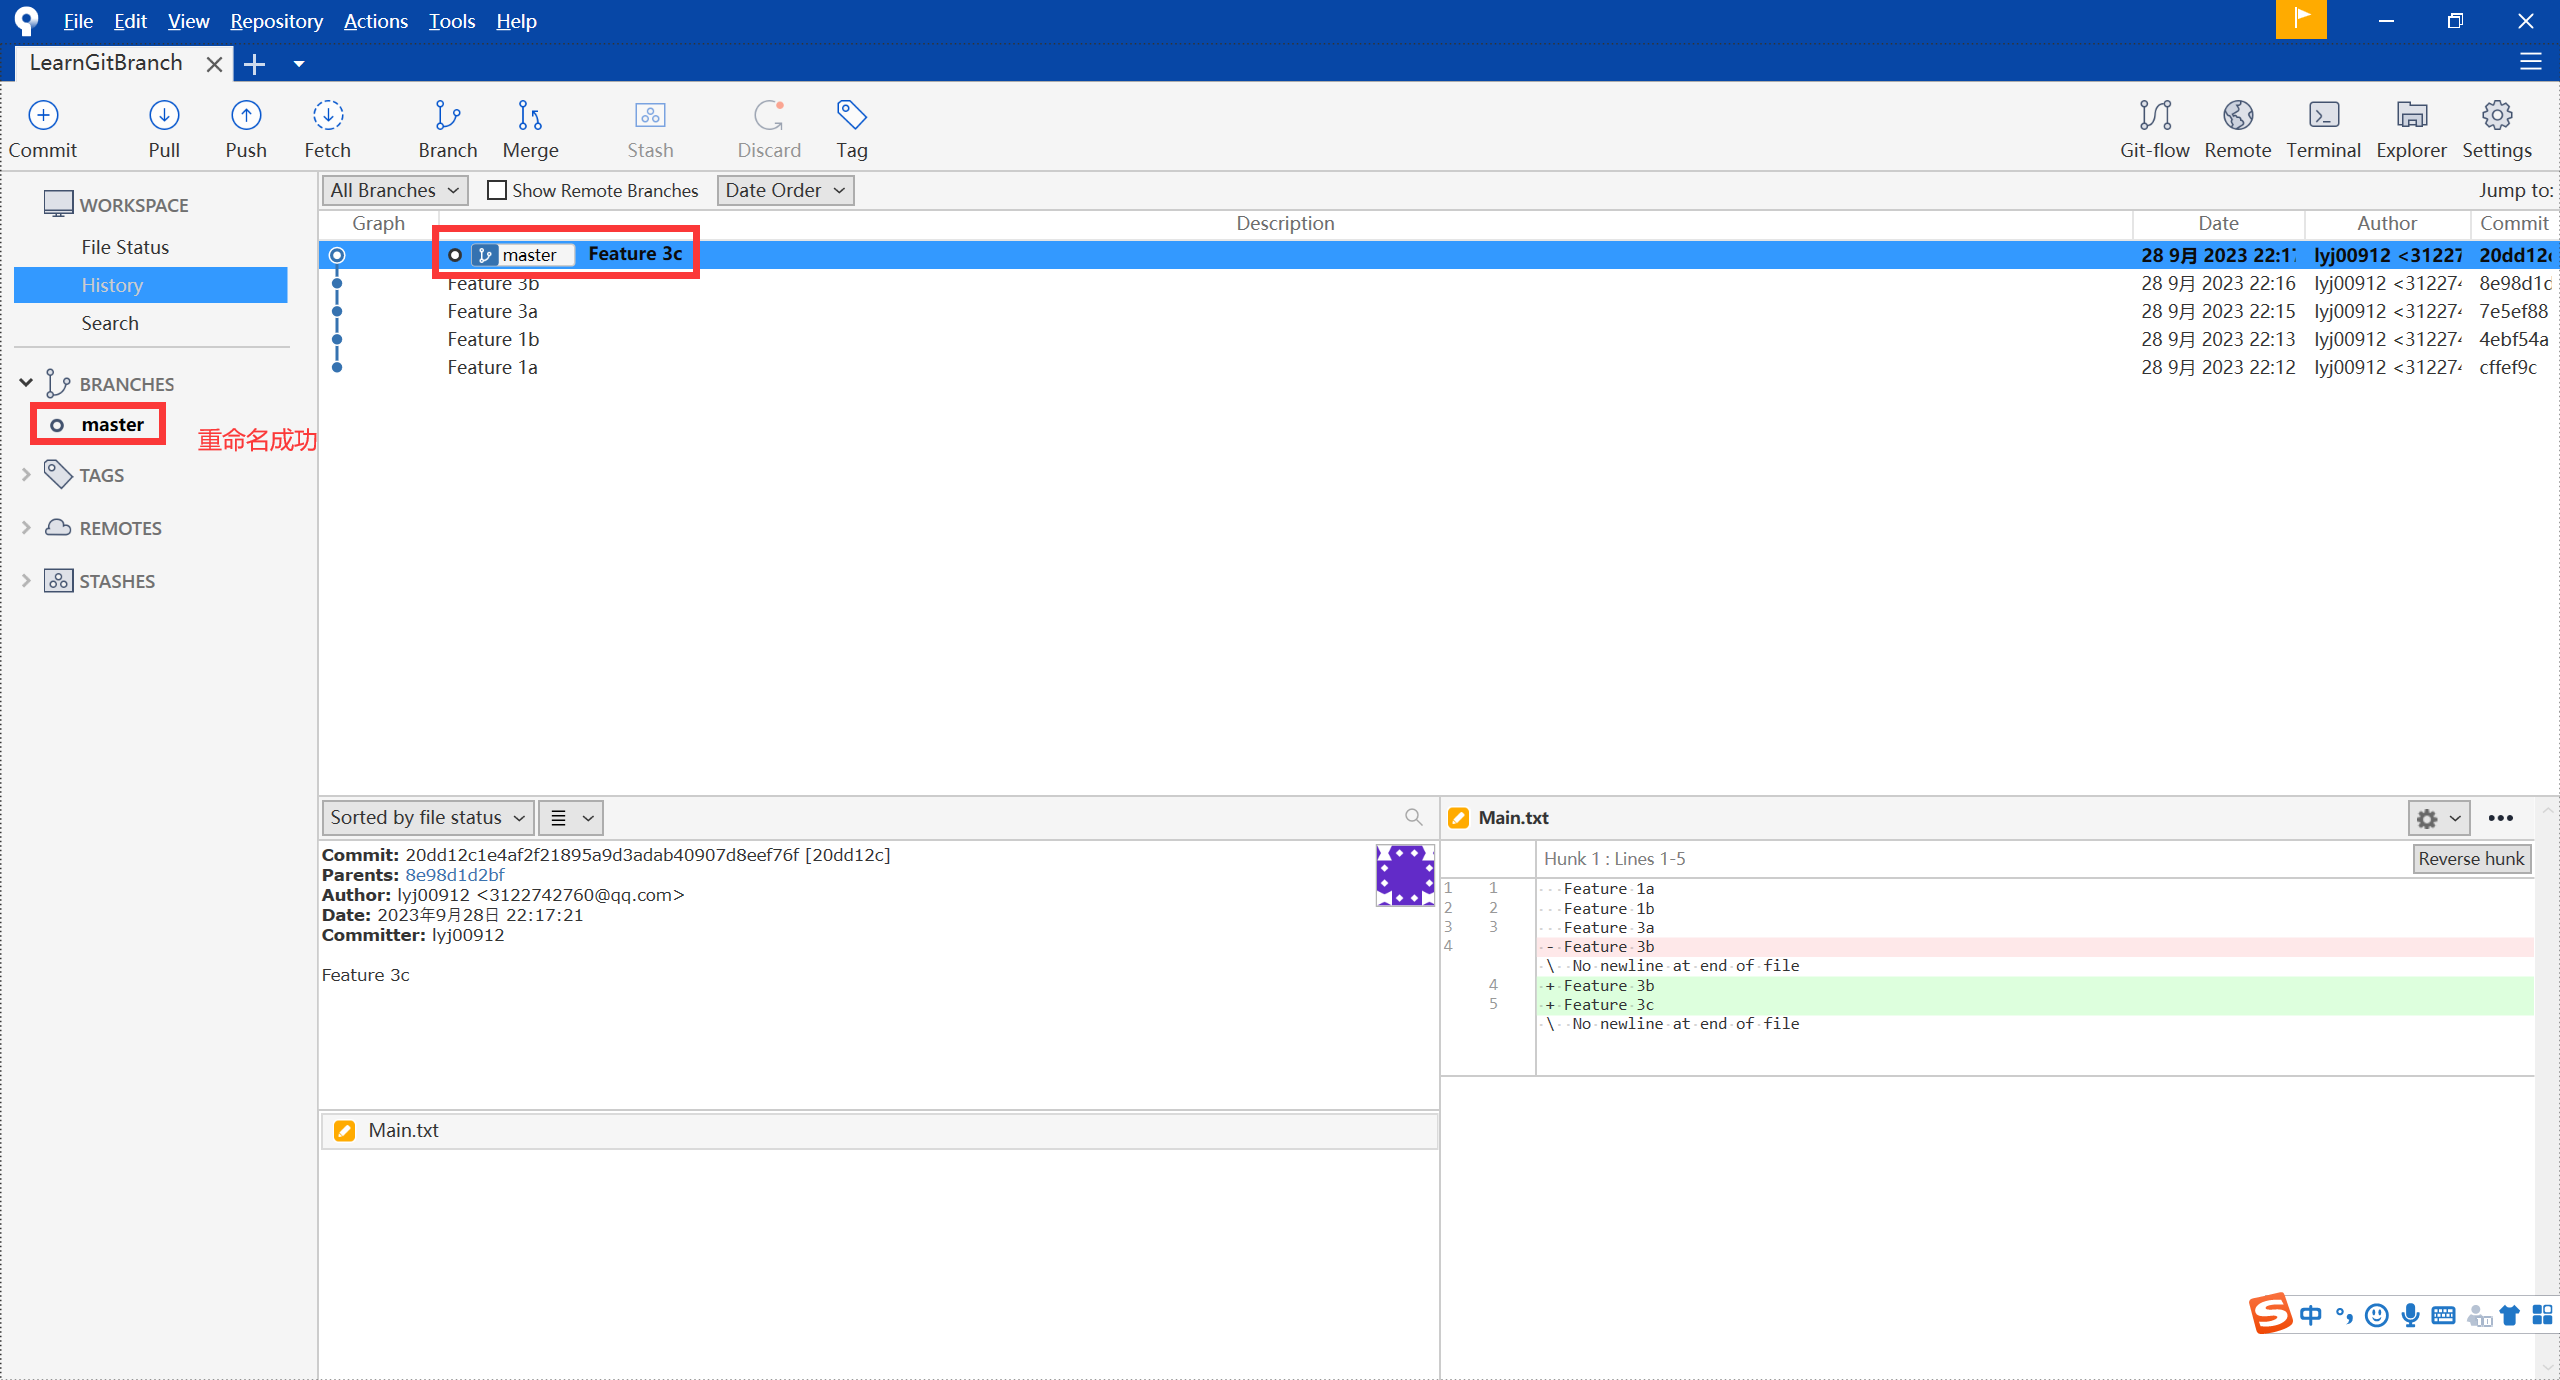 File Edit View Repository Actions Tools Help
LearnGitBranch
Commit Pull Push Fetch Branch Merge Stash Discard Tag Git-flow Remote Terminal Explorer Settings
WORKSPACE
File Status
History
Search
BRANCHES
master
重命名成功
TAGS
REMOTES
STASHES
All Branches Show Remote Branches Date Order Jump to:
Graph Description Date Author Commit
master Feature 3c 28 9月 2023 22:17 lyj00912 <31227 20dd12c
Feature 3b 28 9月 2023 22:16 lyj00912 <312274 8e98d1d
Feature 3a 28 9月 2023 22:15 lyj00912 <312274 7e5ef88
Feature 1b 28 9月 2023 22:13 lyj00912 <312274 4ebf54a
Feature 1a 28 9月 2023 22:12 lyj00912 <312274 cffef9c
Sorted by file status
Commit: 20dd12c1e4af2f21895a9d3adab40907d8eef76f [20dd12c]
Parents: 8e98d1d2bf
Author: lyj00912 <3122742760@qq.com>
Date: 2023年9月28日 22:17:21
Committer: lyj00912
Feature 3c
Main.txt
Main.txt
Hunk 1 : Lines 1-5 Reverse hunk
1 1 Feature 1a
2 2 Feature 1b
3 3 Feature 3a
4 - Feature 3b
\ No newline at end of file
4 + Feature 3b
5 + Feature 3c
\ No newline at end of file
中